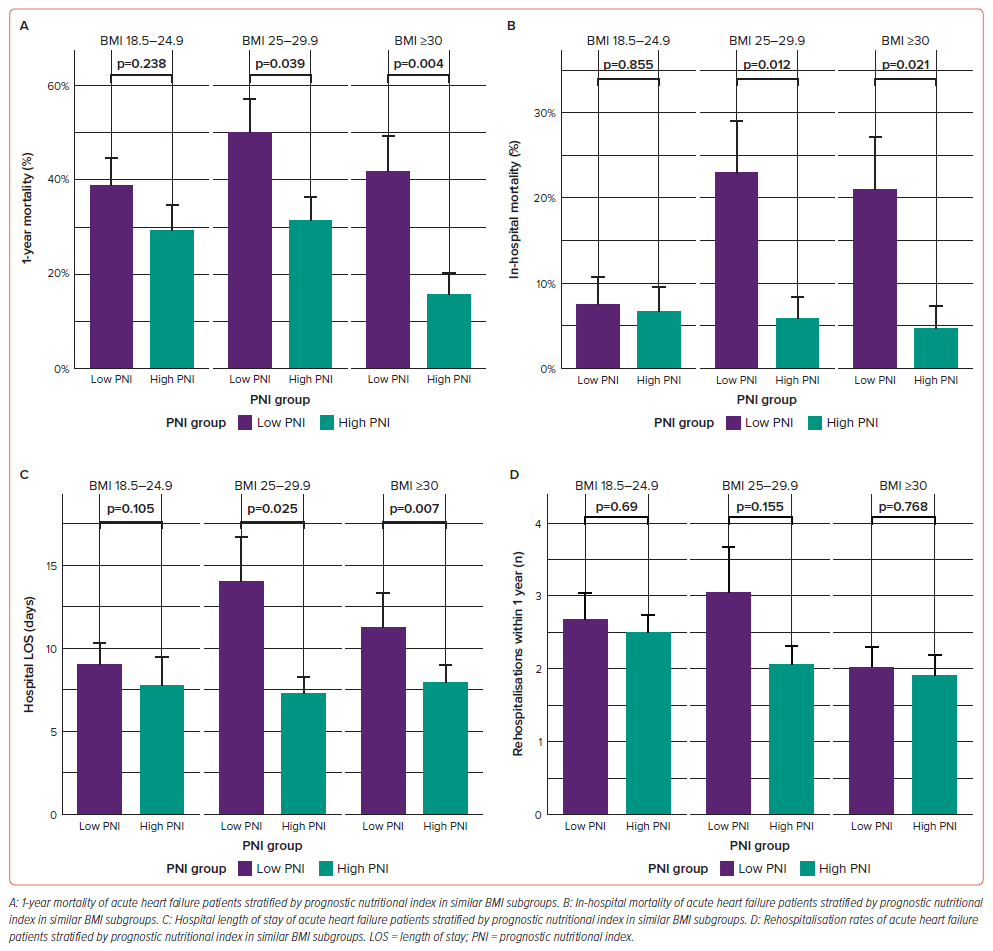 A
BMI 18.5–24.9
BMI 25–29.9
BMI ≥30
p=0.238
p=0.039
p=0.004
1-year mortality (%)
60%
40%
20%
0%
Low PNI
High PNI
Low PNI
High PNI
Low PNI
High PNI
PNI group
PNI group Low PNI High PNI
B
BMI 18.5–24.9
BMI 25–29.9
BMI ≥30
p=0.855
p=0.012
p=0.021
In-hospital mortality (%)
30%
20%
10%
0%
Low PNI
High PNI
Low PNI
High PNI
Low PNI
High PNI
PNI group
PNI group Low PNI High PNI
C
BMI 18.5–24.9
BMI 25–29.9
BMI ≥30
p=0.105
p=0.025
p=0.007
Hospital LOS (days)
15
10
5
0
Low PNI
High PNI
Low PNI
High PNI
Low PNI
High PNI
PNI group
PNI group Low PNI High PNI
D
BMI 18.5–24.9
BMI 25–29.9
BMI ≥30
p=0.69
p=0.155
p=0.768
Rehospitalisations within 1 year (n)
4
3
2
1
0
Low PNI
High PNI
Low PNI
High PNI
Low PNI
High PNI
PNI group
PNI group Low PNI High PNI
A: 1-year mortality of acute heart failure patients stratified by prognostic nutritional index in similar BMI subgroups. B: In-hospital mortality of acute heart failure patients stratified by prognostic nutritional
index in similar BMI subgroups. C: Hospital length of stay of acute heart failure patients stratified by prognostic nutritional index in similar BMI subgroups. D: Rehospitalisation rates of acute heart failure
patients stratified by prognostic nutritional index in similar BMI subgroups. LOS = length of stay; PNI = prognostic nutritional index.